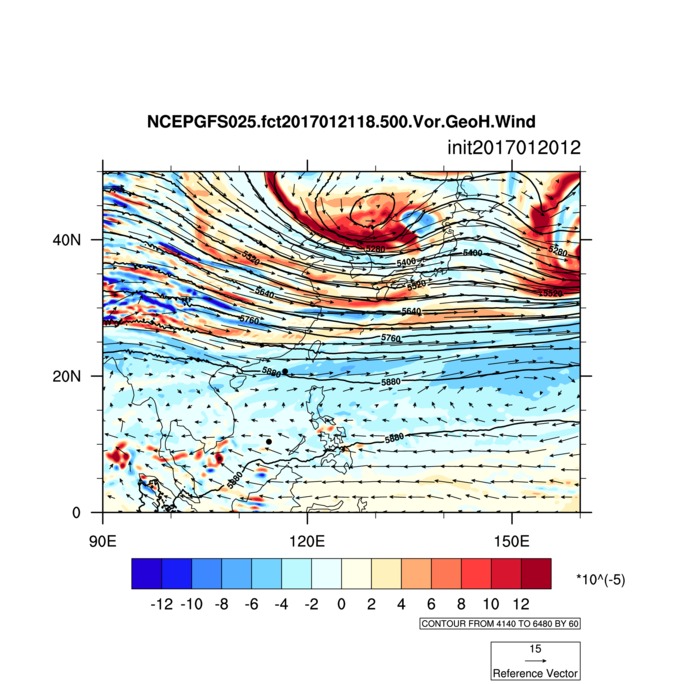 NCEPGFS025.fct2017012118.500.Vor.GeoH.Wind
init2017012012
40N
20N
0
90E
120E
150E
5280
5400
5400
5280
5520
5520
5520
5640
5640
5760
5760
5880
5880
5880
5880
-12 -10 -8 -6 -4 -2 0 2 4 6 8 10 12
*10^(-5)
CONTOUR FROM 4140 TO 6480 BY 60
15
Reference Vector